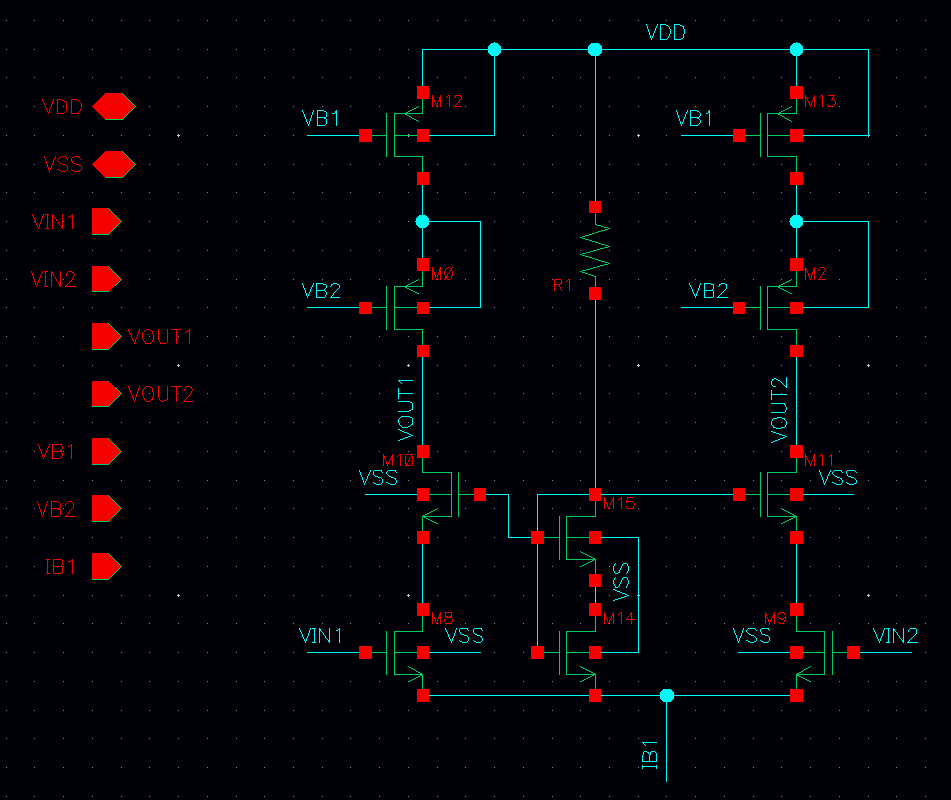 VDD
VDD
M12
M13
VB1
VB1
VSS
VIN1
VIN2
M0
M2
VB2
VB2
R1
VOUT1
VOUT1
VOUT2
VOUT2
VB1
M10
M11
VSS
VSS
VB2
M15
IB1
VSS
M8
M14
M9
VIN1
VSS
VSS
VIN2
IB1